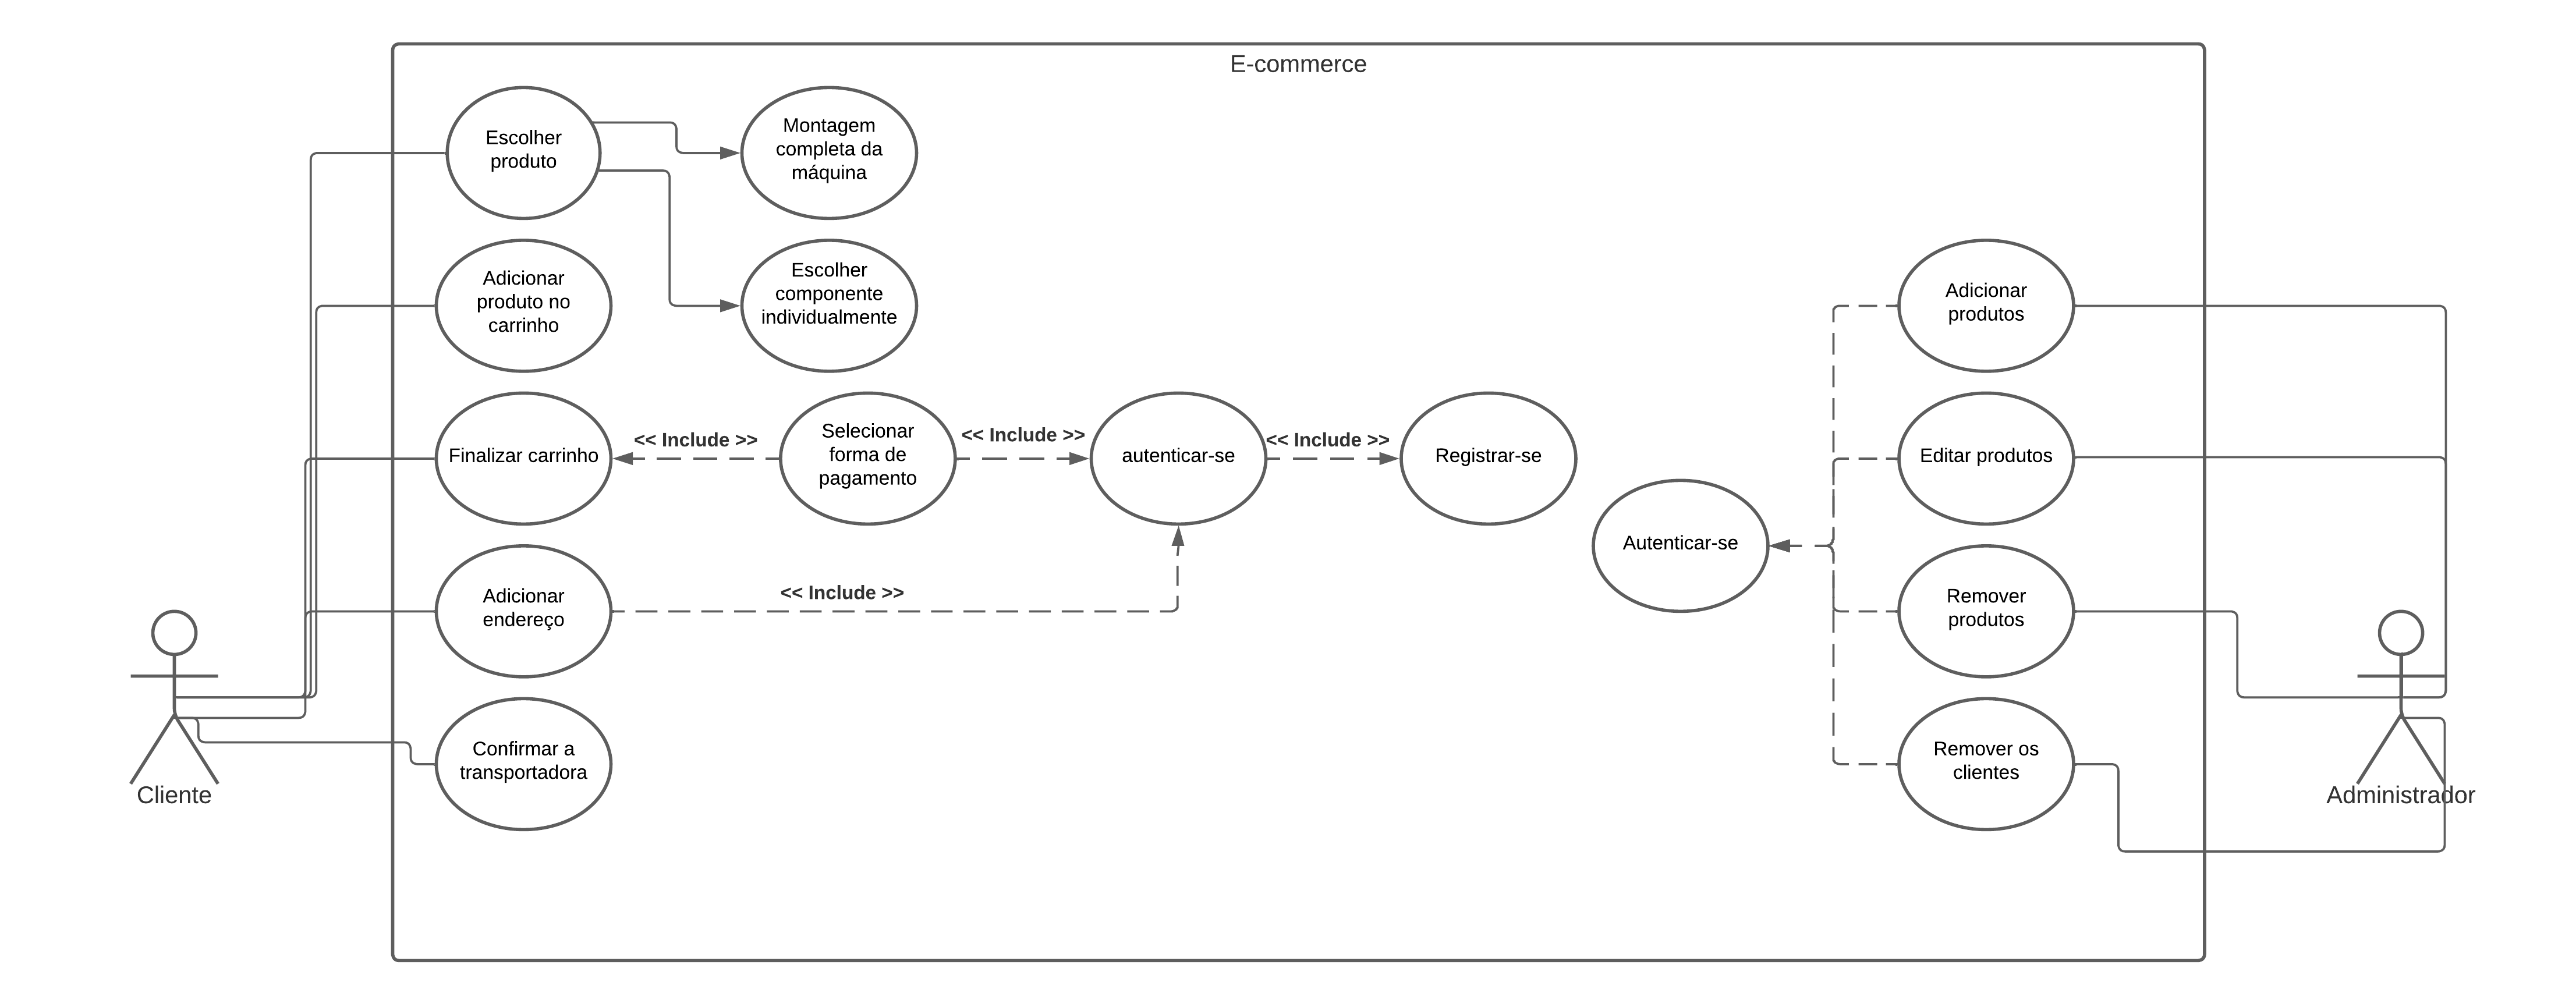 E-commerce
Escolher
produto
Montagem
completa da
máquina
Adicionar
produto no
carrinho
Escolher
componente
individualmente
Adicionar
produtos
Finalizar carrinho
<< Include >>
Selecionar
forma de
pagamento
<< Include >>
autenticar-se
<< Include >>
Registrar-se
Editar produtos
Autenticar-se
Adicionar
endereço
<< Include >>
Remover
produtos
Confirmar a
transportadora
Remover os
clientes
Cliente
Administrador